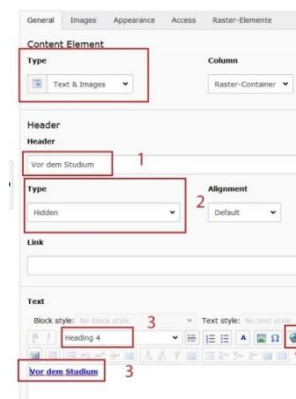 General Images Appearance Access Raster-Elemente
Content Element
Type Column
Text & Images Raster-Container
Header
Header
Vor dem Studium 1
Type Alignment
2
Hidden Default
Link
Text
Block style: No block style Text style: No text style
3
Heading 4
Vor dem Studium 3